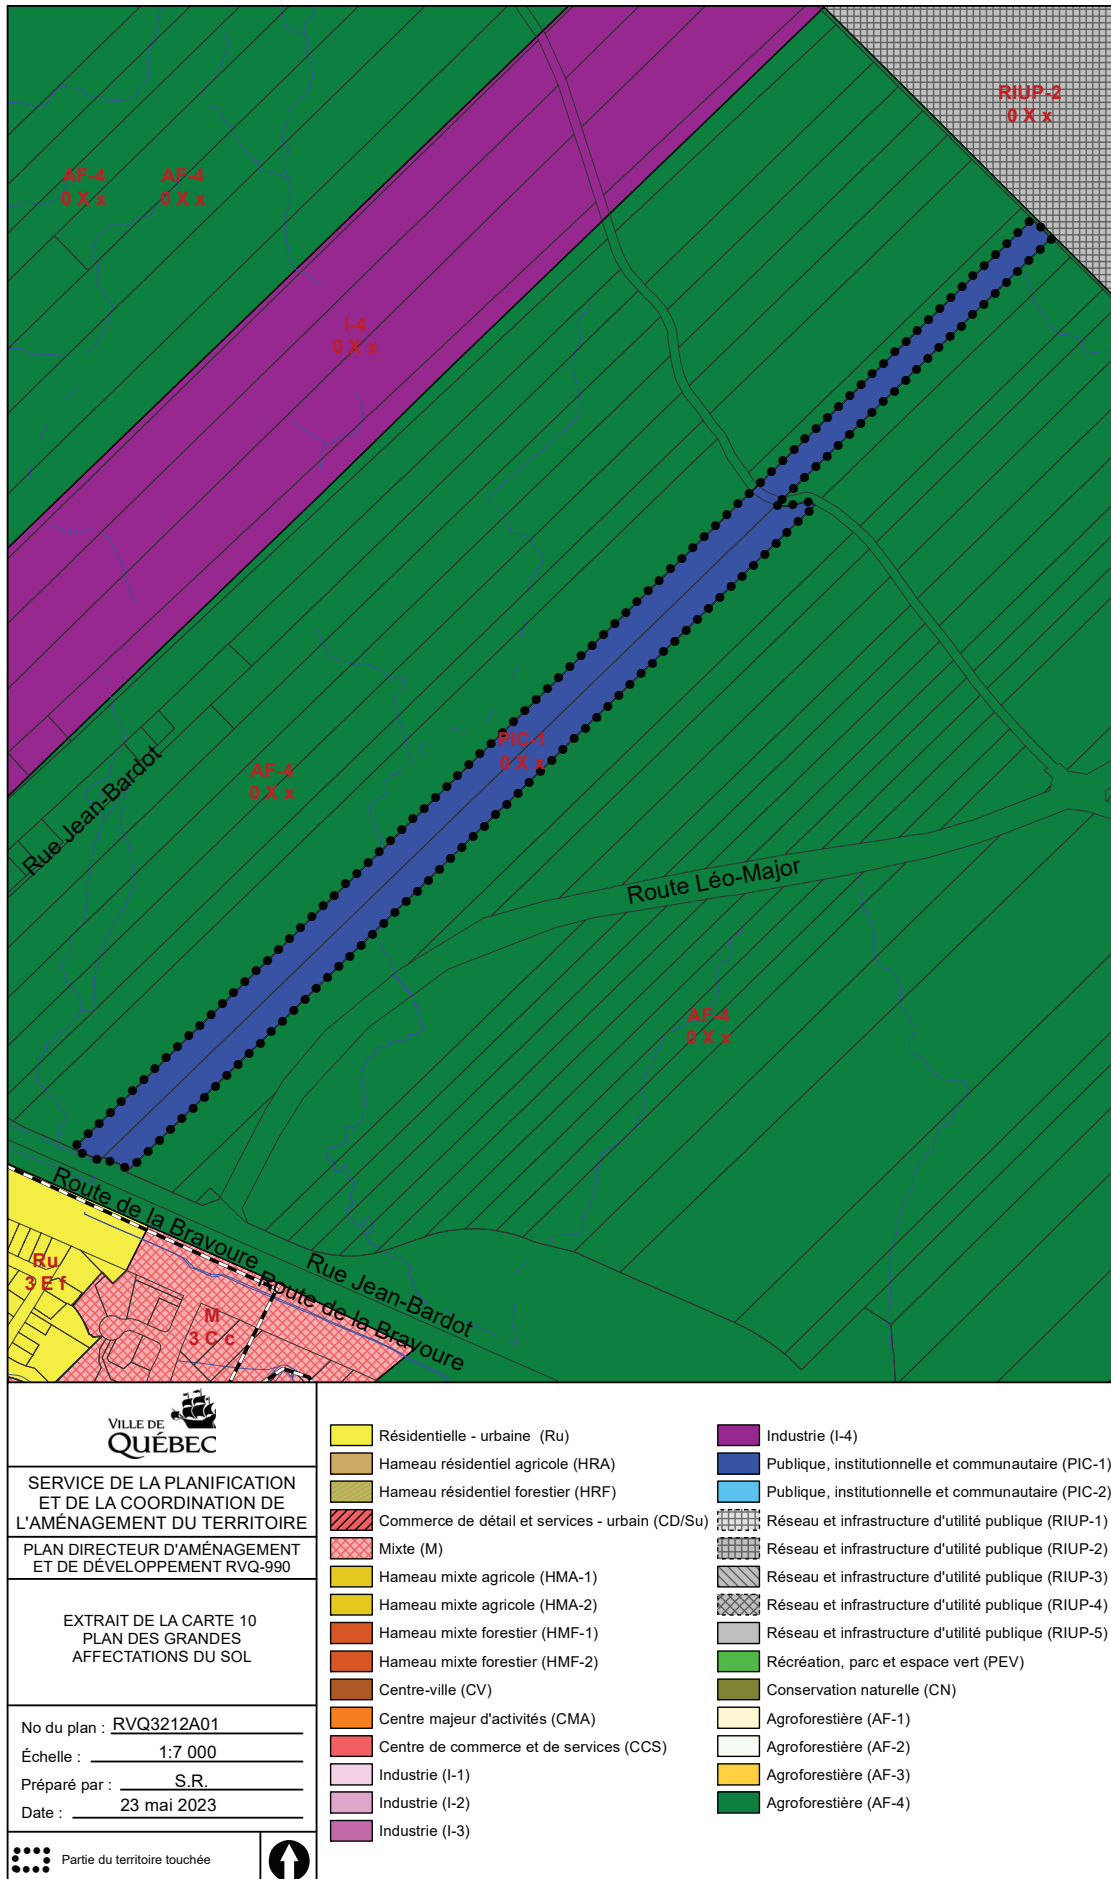 RIUP-2
0 X x
AF-4
0 X x
AF-4
0 X x
I-4
0 X x
PIC-1
0 X x
Rue Jean-Bardot
AF-4
0 X x
Route Léo-Major
AF-4
0 X x
Route de la Bravoure
Rue Jean-Bardot
Route de la Bravoure
Ru
3 E f
M
3 C c
VILLE DE
QUÉBEC
SERVICE DE LA PLANIFICATION
ET DE LA COORDINATION DE
L'AMÉNAGEMENT DU TERRITOIRE
PLAN DIRECTEUR D'AMÉNAGEMENT
ET DE DÉVELOPPEMENT RVQ-990
EXTRAIT DE LA CARTE 10
PLAN DES GRANDES
AFFECTATIONS DU SOL
No du plan : RVQ3212A01
Échelle : 1:7 000
Préparé par : S.R.
Date : 23 mai 2023
Partie du territoire touchée
Résidentielle - urbaine (Ru)
Hameau résidentiel agricole (HRA)
Hameau résidentiel forestier (HRF)
Commerce de détail et services - urbain (CD/Su)
Mixte (M)
Hameau mixte agricole (HMA-1)
Hameau mixte agricole (HMA-2)
Hameau mixte forestier (HMF-1)
Hameau mixte forestier (HMF-2)
Centre-ville (CV)
Centre majeur d'activités (CMA)
Centre de commerce et de services (CCS)
Industrie (I-1)
Industrie (I-2)
Industrie (I-3)
Industrie (I-4)
Publique, institutionnelle et communautaire (PIC-1)
Publique, institutionnelle et communautaire (PIC-2)
Réseau et infrastructure d'utilité publique (RIUP-1)
Réseau et infrastructure d'utilité publique (RIUP-2)
Réseau et infrastructure d'utilité publique (RIUP-3)
Réseau et infrastructure d'utilité publique (RIUP-4)
Réseau et infrastructure d'utilité publique (RIUP-5)
Récréation, parc et espace vert (PEV)
Conservation naturelle (CN)
Agroforestière (AF-1)
Agroforestière (AF-2)
Agroforestière (AF-3)
Agroforestière (AF-4)